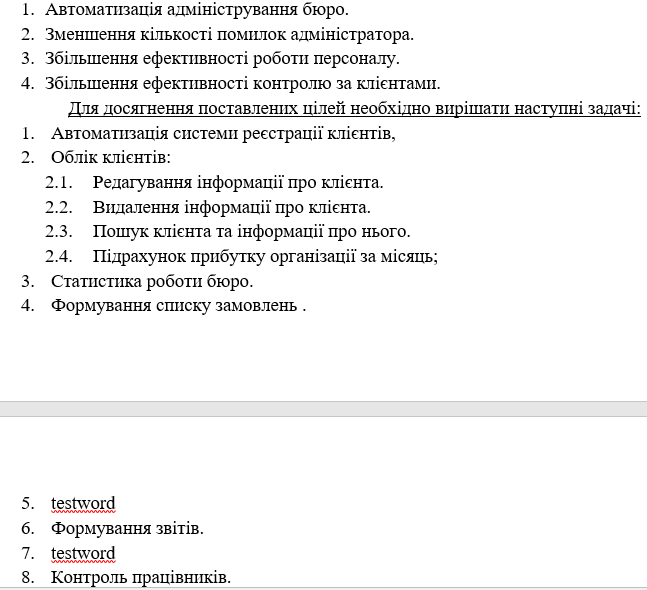 1. Автоматизація адміністрування бюро.
2. Зменшення кількості помилок адміністратора.
3. Збільшення ефективності роботи персоналу.
4. Збільшення ефективності контролю за клієнтами.
Для досягнення поставлених цілей необхідно вирішати наступні задачі:
1. Автоматизація системи реєстрації клієнтів,
2. Облік клієнтів:
2.1. Редагування інформації про клієнта.
2.2. Видалення інформації про клієнта.
2.3. Пошук клієнта та інформації про нього.
2.4. Підрахунок прибутку організації за місяць;
3. Статистика роботи бюро.
4. Формування списку замовлень .
5. testword
6. Формування звітів.
7. testword
8. Контроль працівників.